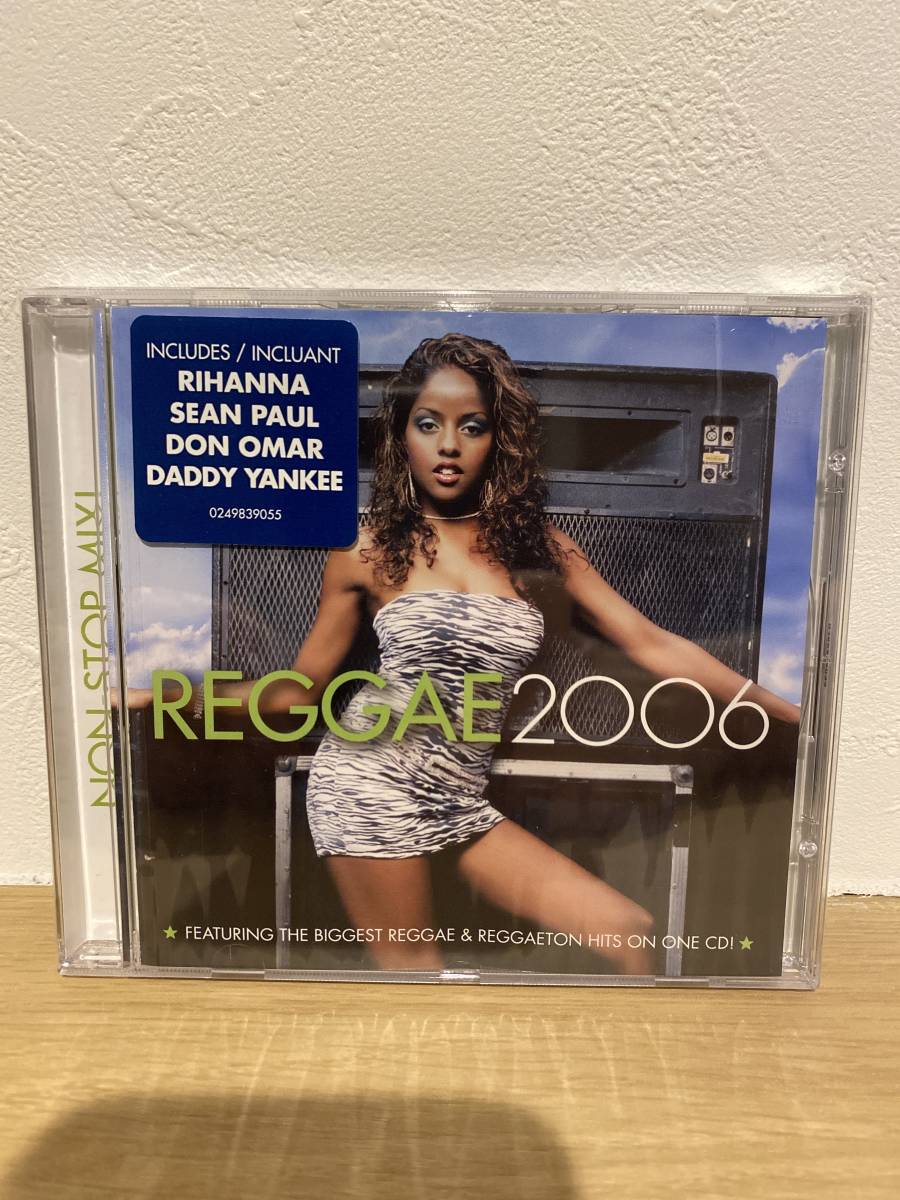 INCLUDES / INCLUANT
RIHANNA
SEAN PAUL
DON OMAR
DADDY YANKEE
0249839055
NON STOP MIX!
REGGAE2006
★ FEATURING THE BIGGEST REGGAE & REGGAETON HITS ON ONE CD! ★